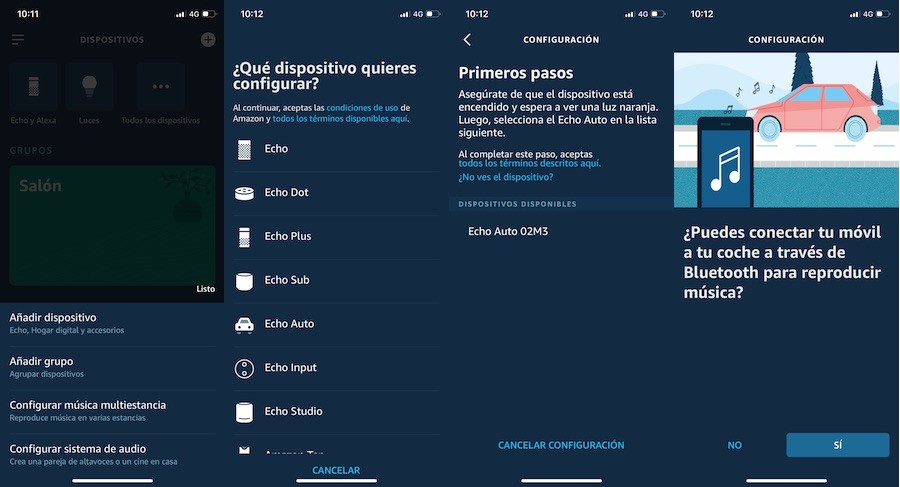 10:11
4G
DISPOSITIVOS
Echo y Alexa
Luces
Todos los dispositivos
GRUPOS
Salón
Listo
Añadir dispositivo
Echo, Hogar digital y accesorios
Añadir grupo
Agrupar dispositivos
Configurar música multiestancia
Reproduce música en varias estancias
Configurar sistema de audio
Crea una pareja de altavoces o un cine en casa
10:12
4G
¿Qué dispositivo quieres
configurar?
Al continuar, aceptas las condiciones de uso de
Amazon y todos los términos disponibles aquí.
Echo
Echo Dot
Echo Plus
Echo Sub
Echo Auto
Echo Input
Echo Studio
Amazon Tap
CANCELAR
10:12
4G
CONFIGURACIÓN
Primeros pasos
Asegúrate de que el dispositivo está
encendido y espera a ver una luz naranja.
Luego, selecciona el Echo Auto en la lista
siguiente.
Al completar este paso, aceptas
todos los términos descritos aquí.
¿No ves el dispositivo?
DISPOSITIVOS DISPONIBLES
Echo Auto 02M3
CANCELAR CONFIGURACIÓN
10:12
4G
CONFIGURACIÓN
¿Puedes conectar tu móvil
a tu coche a través de
Bluetooth para reproducir
música?
NO
SÍ